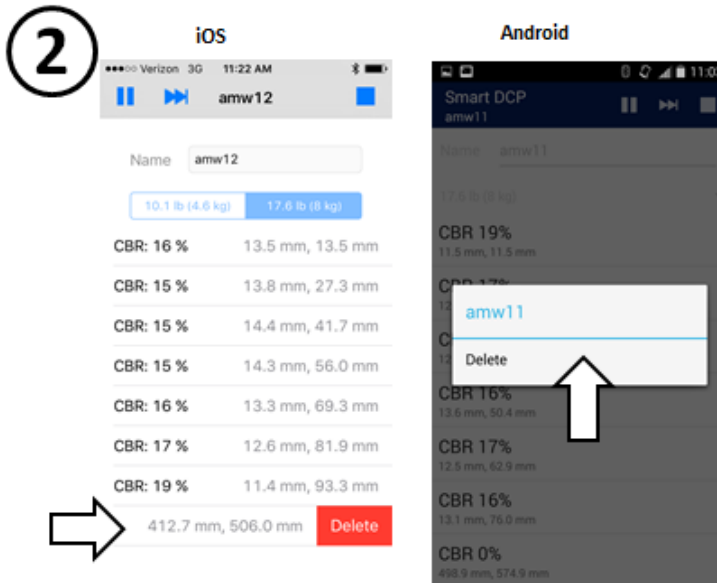 2
iOS
Android
Verizon 3G 11:22 AM
amw12
Name amw12
10.1 lb (4.6 kg) 17.6 lb (8 kg)
CBR: 16 % 13.5 mm, 13.5 mm
CBR: 15 % 13.8 mm, 27.3 mm
CBR: 15 % 14.4 mm, 41.7 mm
CBR: 15 % 14.3 mm, 56.0 mm
CBR: 16 % 13.3 mm, 69.3 mm
CBR: 17 % 12.6 mm, 81.9 mm
CBR: 19 % 11.4 mm, 93.3 mm
412.7 mm, 506.0 mm Delete
Smart DCP
amw11
Name amw11
17.6 lb (8 kg)
CBR 19%
11.5 mm, 11.5 mm
amw11
Delete
CBR 16%
13.6 mm, 50.4 mm
CBR 17%
12.5 mm, 62.9 mm
CBR 16%
13.1 mm, 76.0 mm
CBR 0%
498.9 mm, 574.9 mm